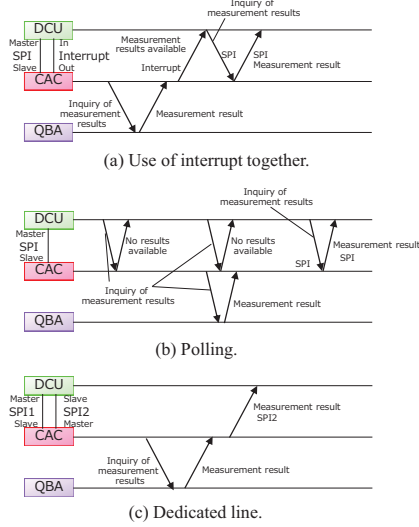 Inquiry of
measurement results
DCU
Master
In
Measurement
results available
SPI
SPI
SPI
Interrupt
Measurement result
Slave
Out
Interrupt
CAC
Inquiry of
measurement
results
Measurement result
QBA
(a) Use of interrupt together.
Inquiry of
measurement results
DCU
Master
SPI
Slave
No results
available
No results
available
Measurement result
SPI
SPI
CAC
Inquiry of
measurement results
Measurement result
QBA
(b) Polling.
DCU
Master
Slave
SPI1
SPI2
Slave
Master
Measurement result
SPI2
CAC
Inquiry of
measurement
results
Measurement result
QBA
(c) Dedicated line.